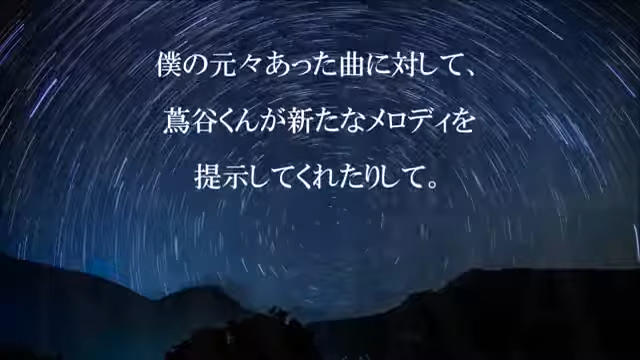 僕の元々あった曲に対して、
蔦谷くんが新たなメロディを
提示してくれたりして。